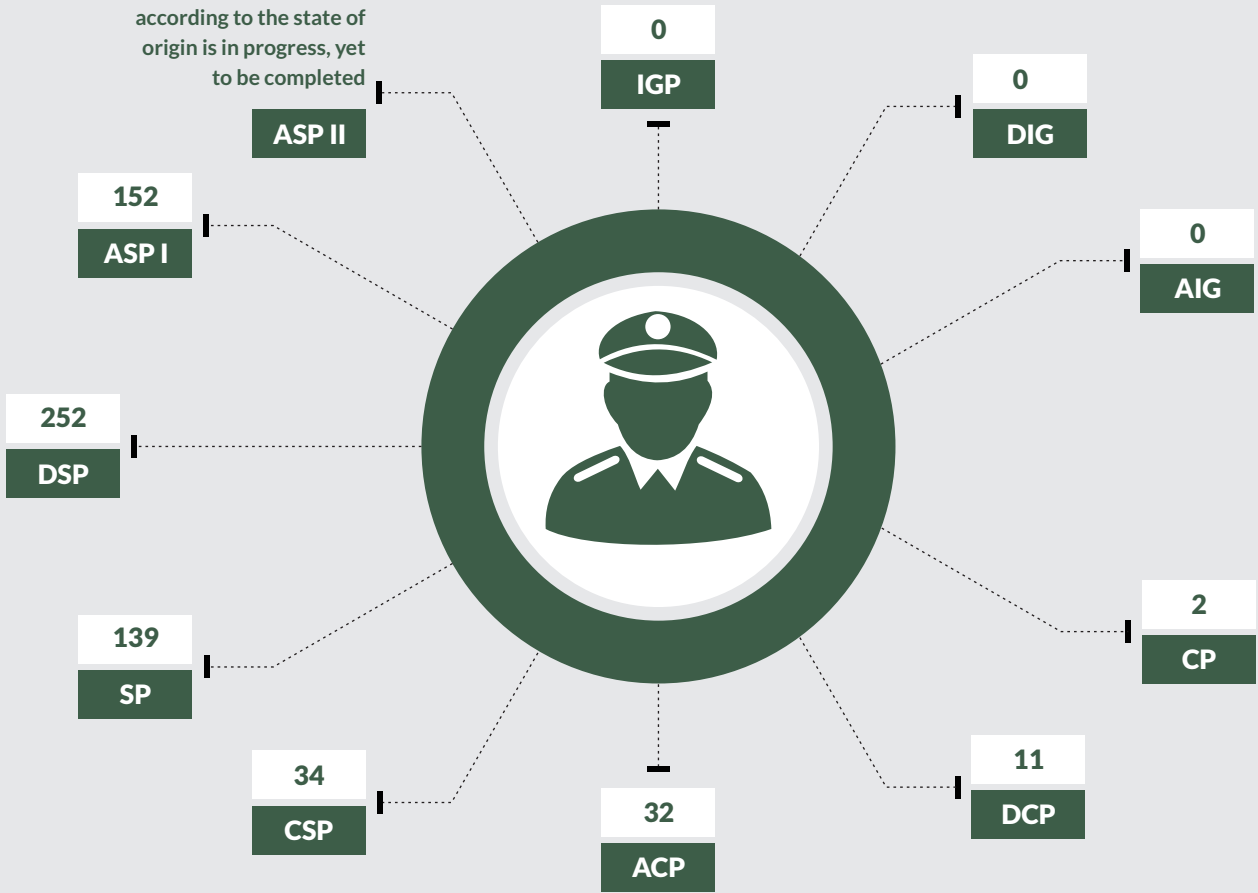 according to the state of
origin is in progress, yet
to be completed
ASP II
0
IGP
0
DIG
0
AIG
2
CP
11
DCP
32
ACP
34
CSP
139
SP
252
DSP
152
ASP I